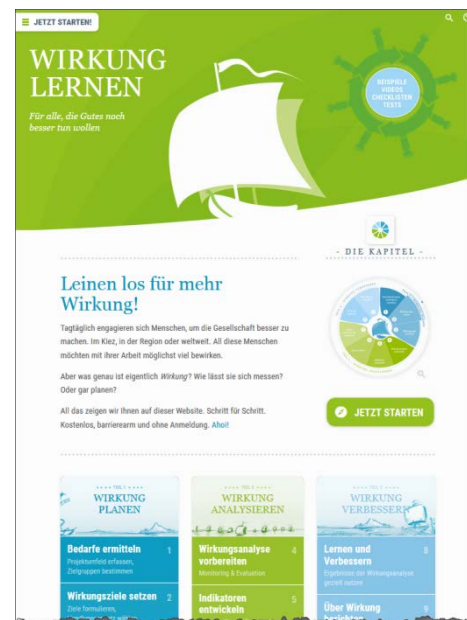 JETZT STARTEN!
WIRKUNG
LERNEN
Für alle, die Gutes noch
besser tun wollen
BEISPIELE
VIDEOS
CHECKLISTEN
TESTS
- DIE KAPITEL -
Leinen los für mehr
Wirkung!
Tagtäglich engagieren sich Menschen, um die Gesellschaft besser zu
machen. Im Kiez, in der Region oder weltweit. All diese Menschen
möchten mit ihrer Arbeit möglichst viel bewirken.
Aber was genau ist eigentlich Wirkung? Wie lässt sie sich messen?
Oder gar planen?
All das zeigen wir Ihnen auf dieser Website. Schritt für Schritt.
Kostenlos, barrierearm und ohne Anmeldung. Ahoi!
JETZT STARTEN
TEIL 1
WIRKUNG
PLANEN
Bedarfe ermitteln 1
Projektumfeld erfassen,
Zielgruppen bestimmen
Wirkungsziele setzen 2
Ziele formulieren,
TEIL 2
WIRKUNG
ANALYSIEREN
Wirkungsanalyse 4
vorbereiten
Monitoring & Evaluation
Indikatoren 5
entwickeln
WIRKUNG
VERBESSERN
Lernen und 8
Verbessern
Ergebnisse der Wirkungsanalyse
gezielt nutzen
Über Wirkung 9
berichten